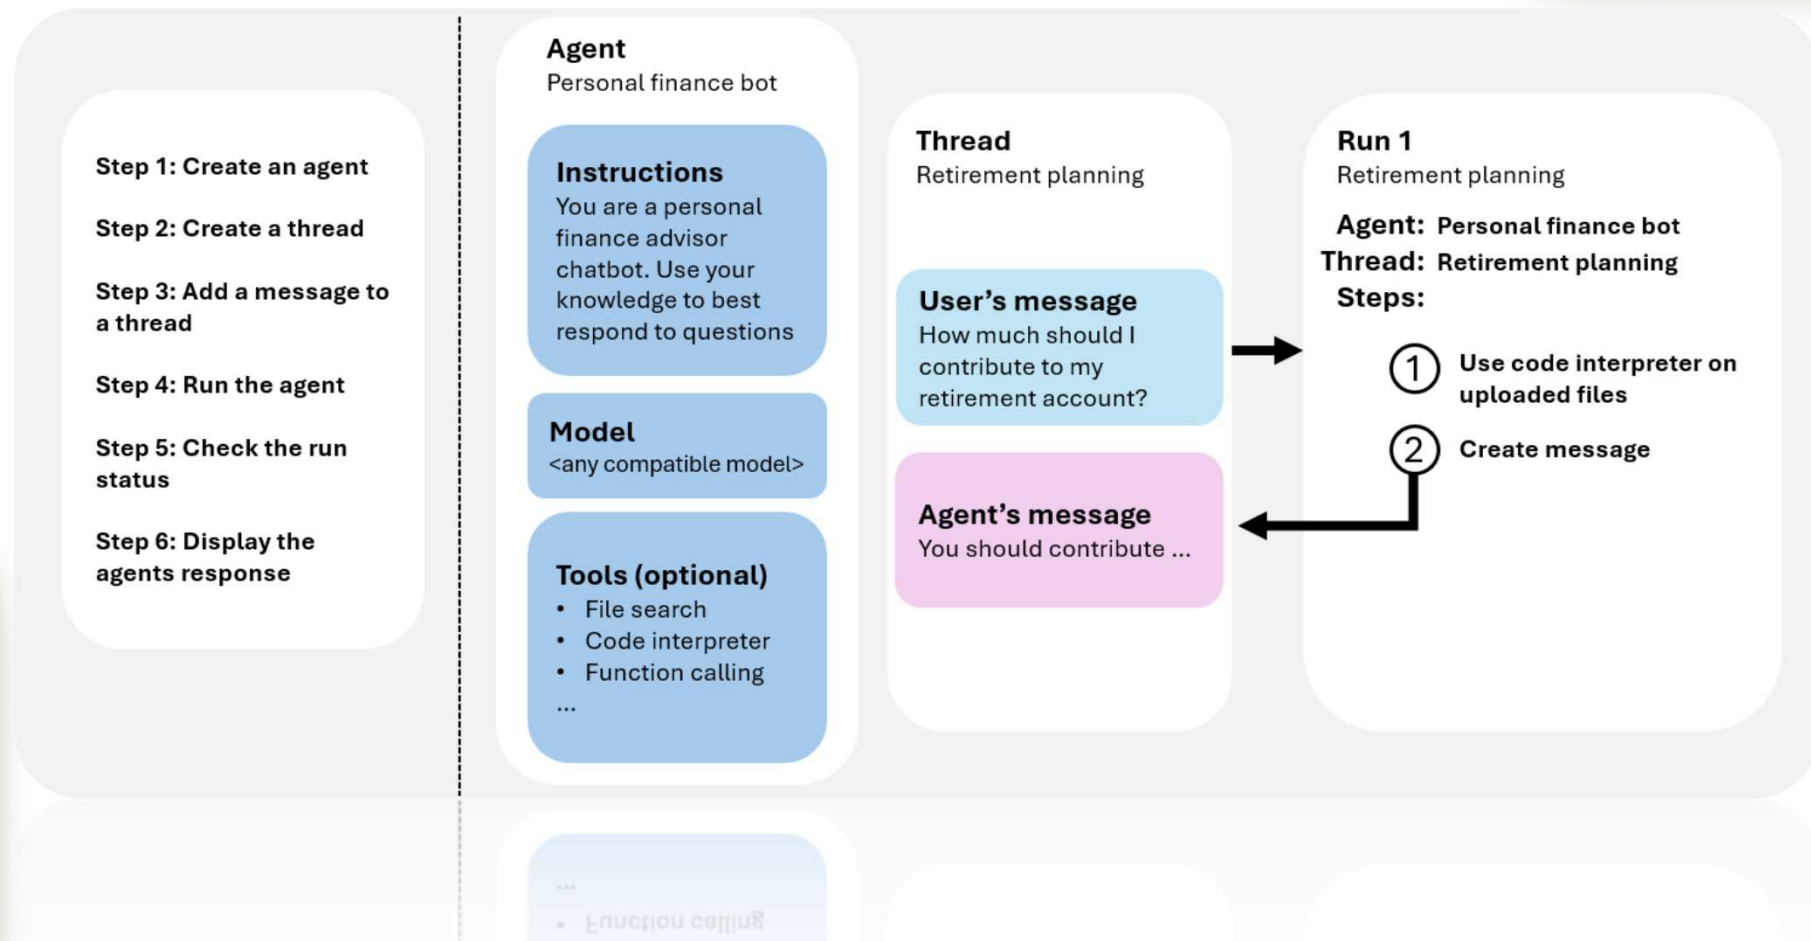 Step 1: Create an agent
Step 2: Create a thread
Step 3: Add a message to
a thread
Step 4: Run the agent
Step 5: Check the run
status
Step 6: Display the
agents response
Agent
Personal finance bot
Instructions
You are a personal
finance advisor
chatbot. Use your
knowledge to best
respond to questions
Model
<any compatible model>
Tools (optional)
• File search
• Code interpreter
• Function calling
...
Thread
Retirement planning
User’s message
How much should I
contribute to my
retirement account?
Agent’s message
You should contribute ...
Run 1
Retirement planning
Agent: Personal finance bot
Thread: Retirement planning
Steps:
1 Use code interpreter on
uploaded files
2 Create message
...
• Function calling